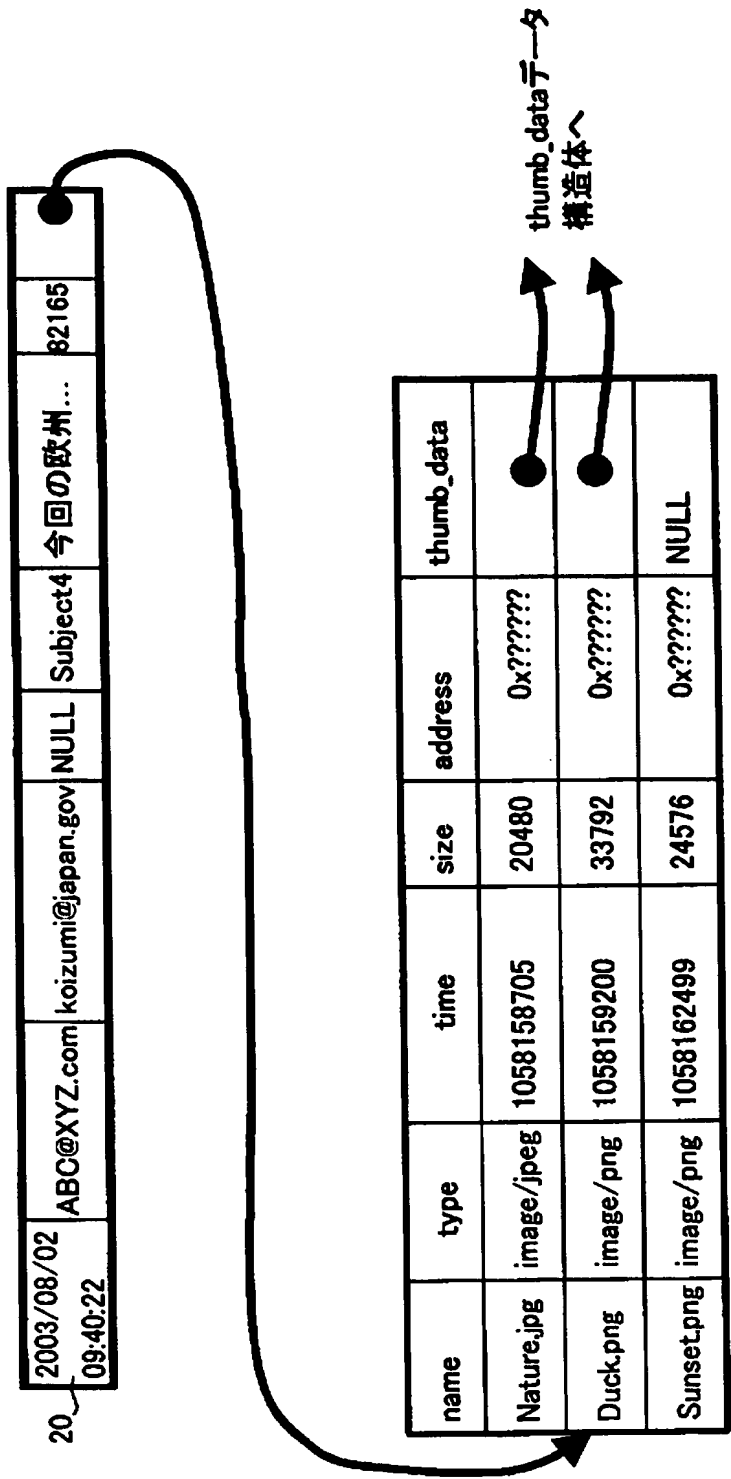 20
2003/08/02 09:40:22 ABC@XYZ.com koizumi@japan.gov NULL Subject4 今回の欧州... 82165
name type time size address thumb_data
Nature.jpg image/jpeg 1058158705 20480 0x??????
Duck.png image/png 1058159200 33792 0x??????
Sunset.png image/png 1058162499 24576 0x?????? NULL
thumb_dataデータ
構造体へ